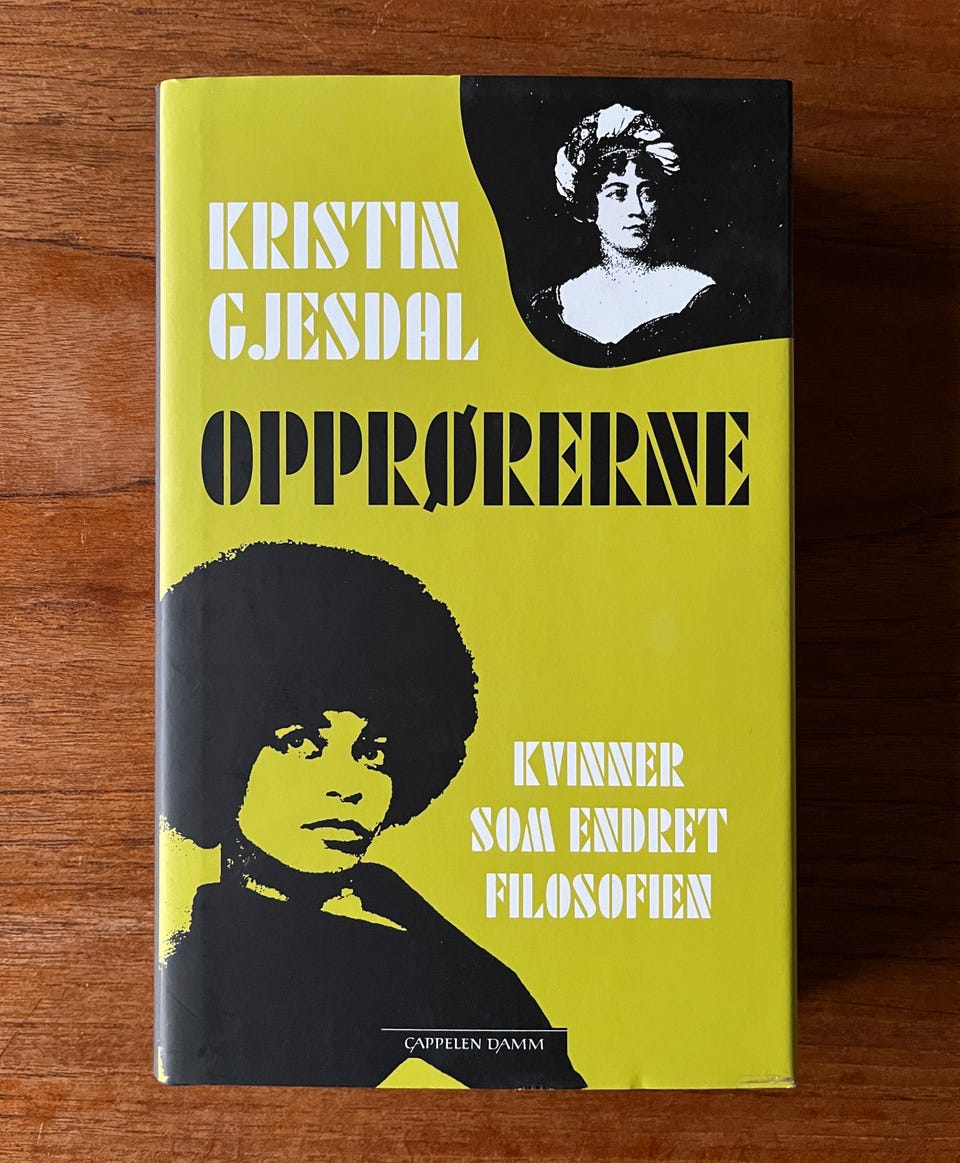 KRISTIN
GJESDAL
OPPRØRERNE
KVINNER
SOM ENDRET
FILOSOFIEN
CAPPELEN DAMM